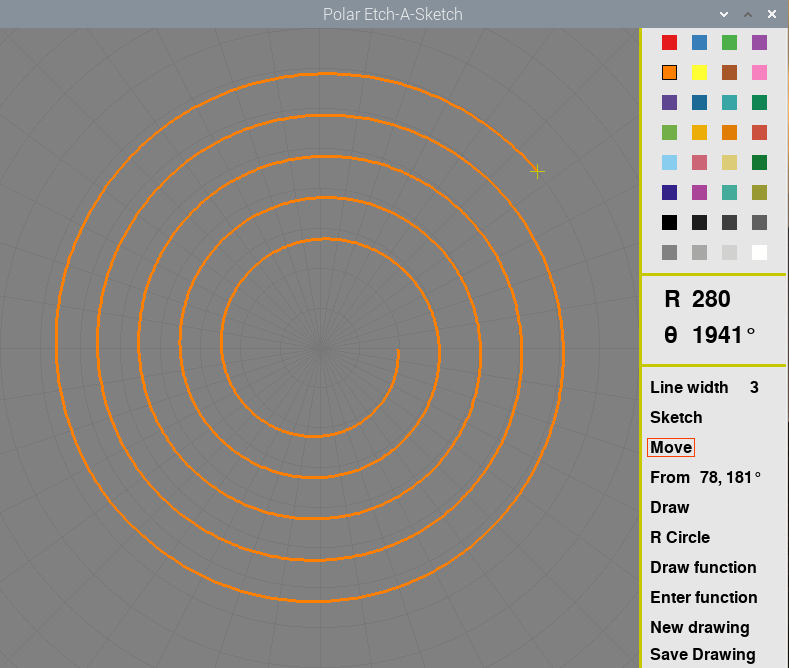 Polar Etch-A-Sketch
R 280
θ 1941°
Line width 3
Sketch
Move
From 78, 181°
Draw
R Circle
Draw function
Enter function
New drawing
Save Drawing